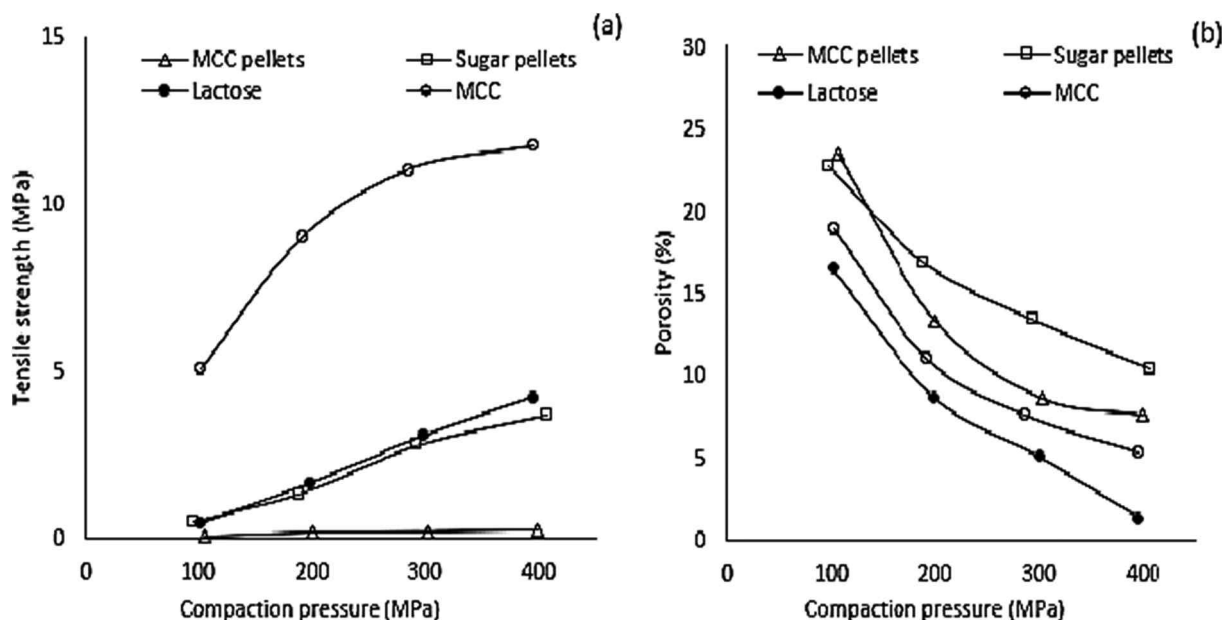 (a)
15
MCC pellets Sugar pellets
Lactose MCC
10
5
0
Tensile strength (MPa)
0 100 200 300 400
Compaction pressure (MPa)
(b)
30
MCC pellets Sugar pellets
Lactose MCC
25
20
15
10
5
0
Porosity (%)
0 100 200 300 400
Compaction pressure (MPa)